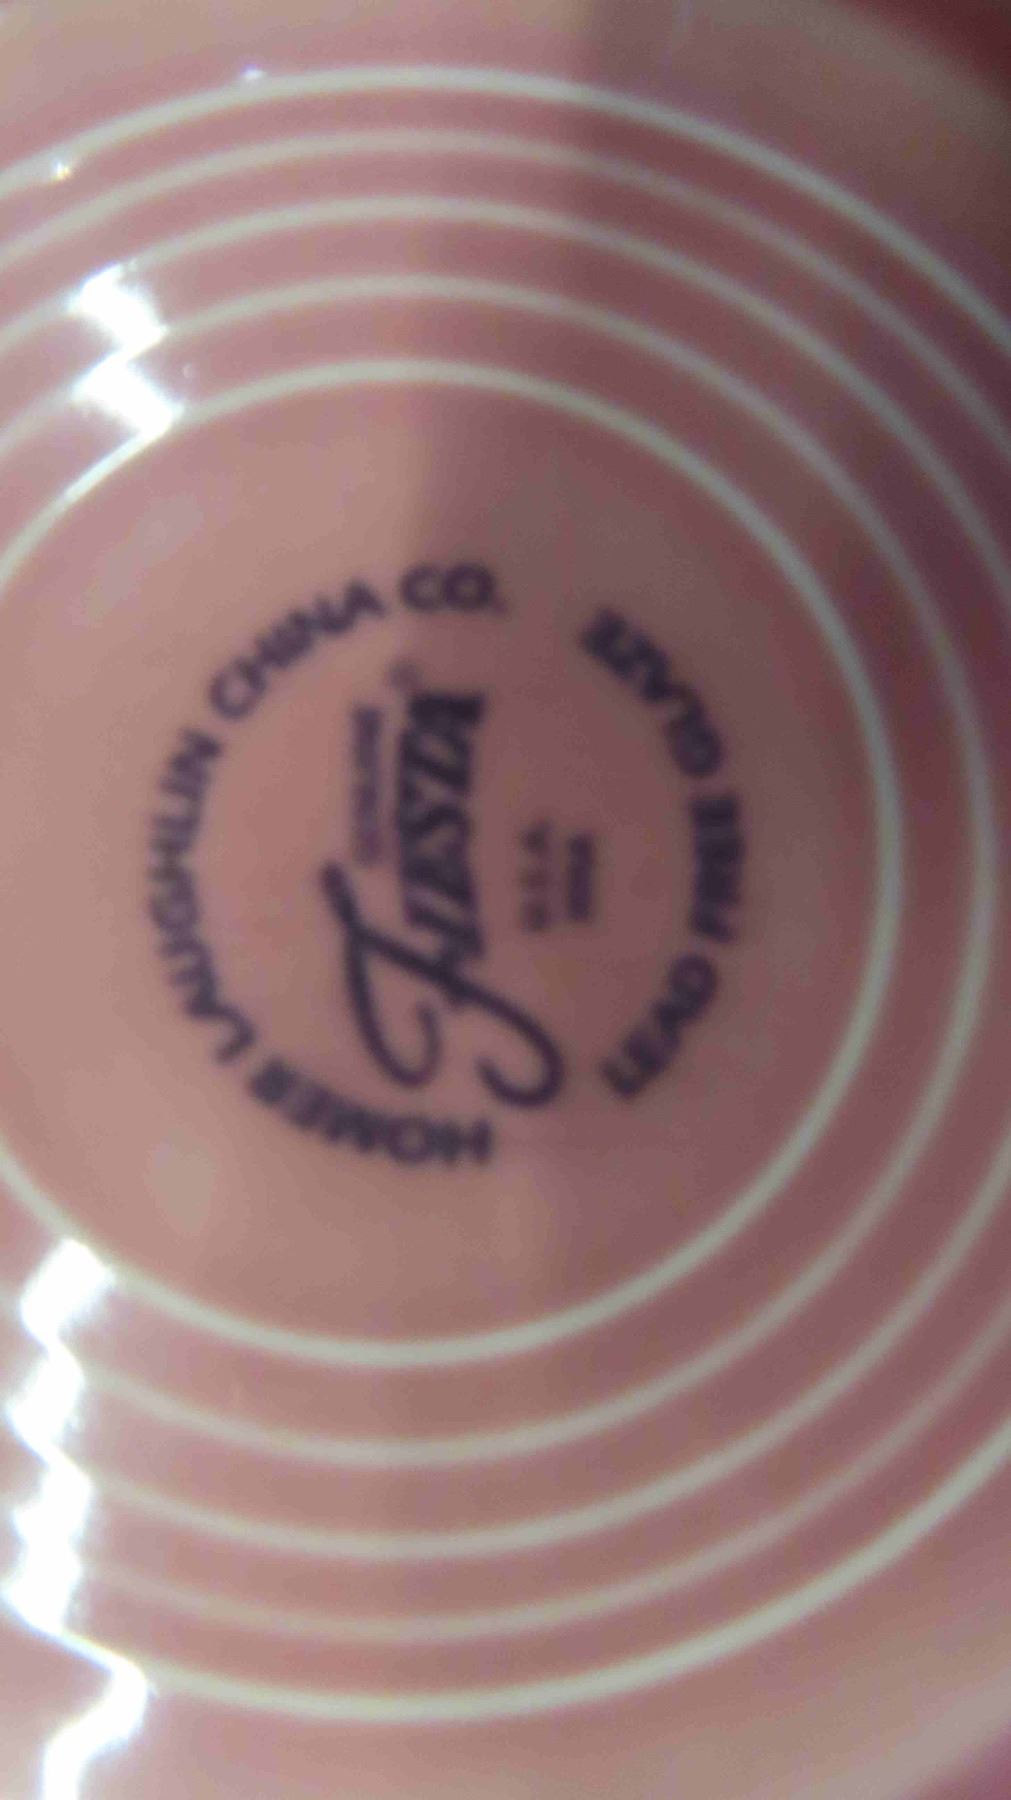 HOMER LAUGHLIN CHINA CO.
FIESTA
U S A
LEAD FREE GLAZE